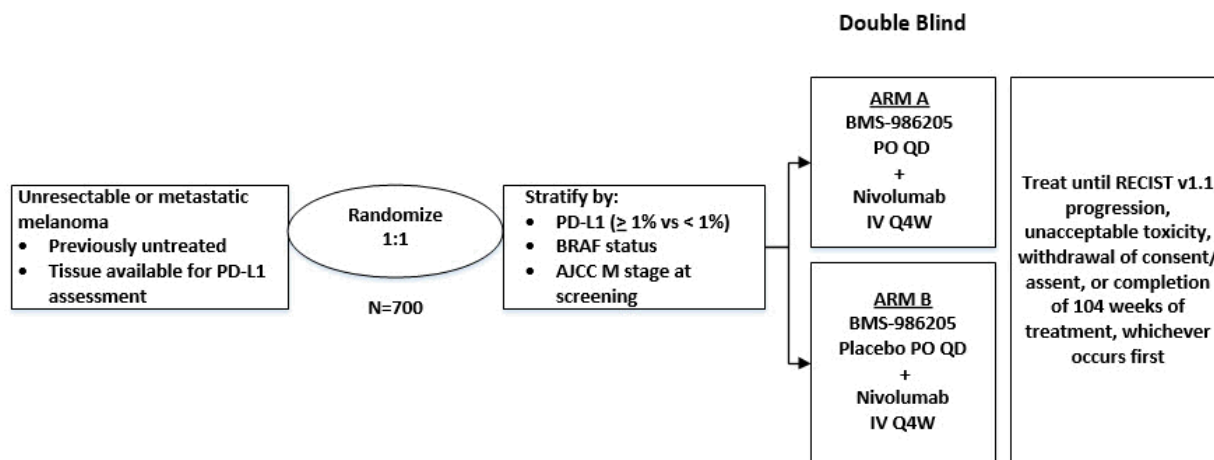 Double Blind
Unresectable or metastatic
melanoma
• Previously untreated
• Tissue available for PD-L1
assessment
Randomize
1:1
N=700
Stratify by:
• PD-L1 (≥ 1% vs < 1%)
• BRAF status
• AJCC M stage at
screening
ARM A
BMS-986205
PO QD
+
Nivolumab
IV Q4W
ARM B
BMS-986205
Placebo PO QD
+
Nivolumab
IV Q4W
Treat until RECIST v1.1
progression,
unacceptable toxicity,
withdrawal of consent/
assent, or completion
of 104 weeks of
treatment, whichever
occurs first